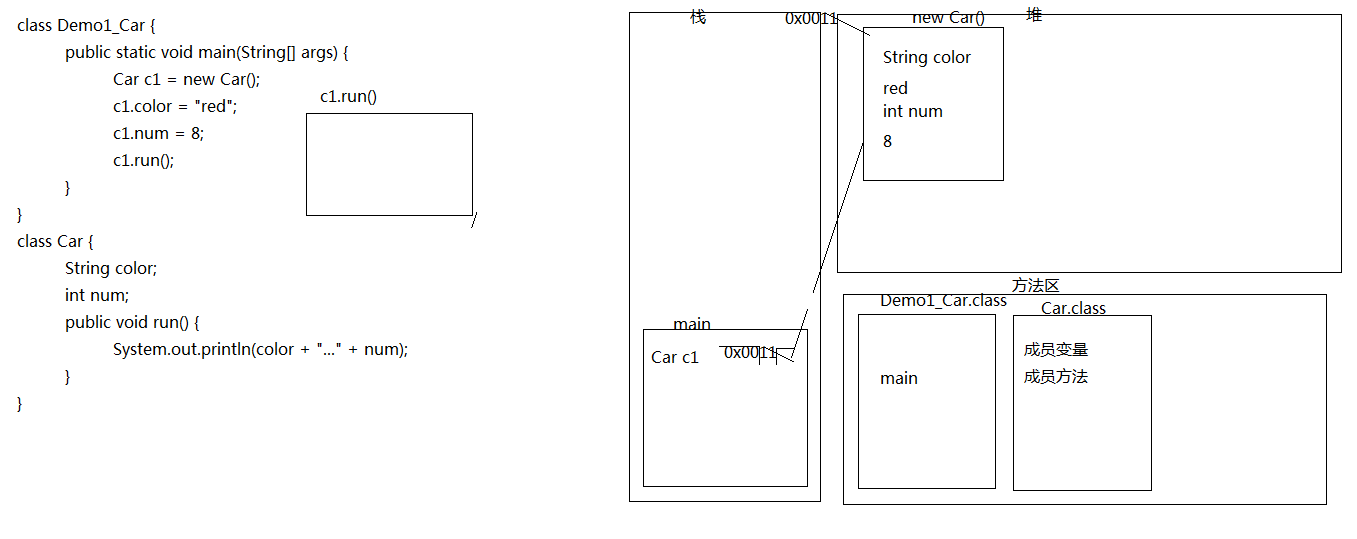 class Demo1_Car {
public static void main(String[] args) {
Car c1 = new Car();
c1.color = "red";
c1.num = 8;
c1.run();
}
}
class Car {
String color;
int num;
public void run() {
System.out.println(color + "..." + num);
}
}
c1.run()
栈
0x0011
new Car()
堆
String color
red
int num
8
main
Car c1
0x0011
方法区
Demo1_Car.class
main
Car.class
成员变量
成员方法